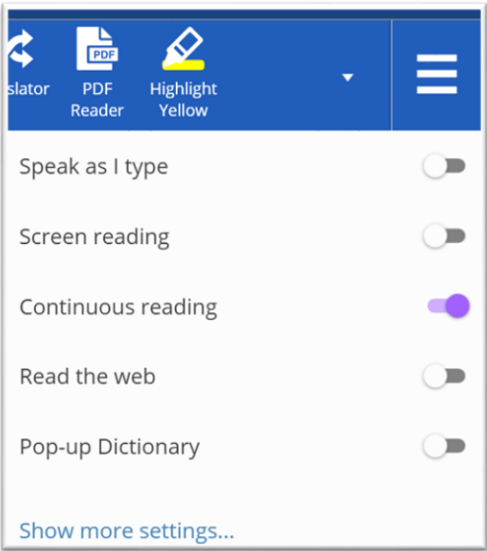 slator
PDF
PDF
Reader
Highlight
Yellow
Speak as I type
Screen reading
Continuous reading
Read the web
Pop-up Dictionary
Show more settings...